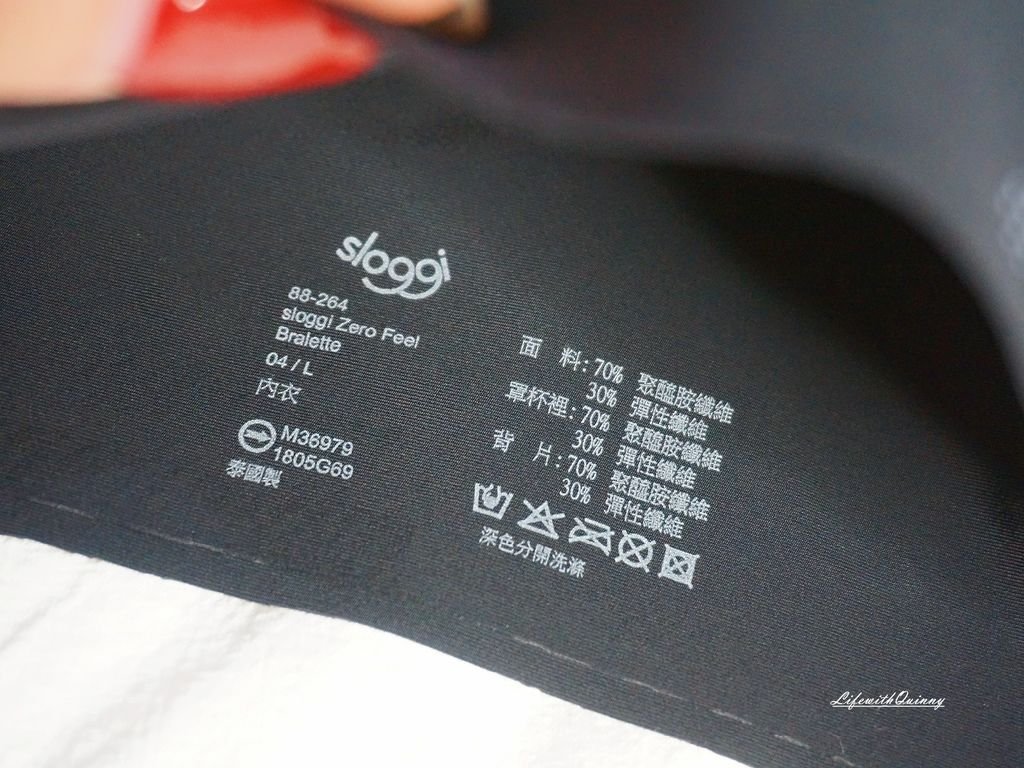 sloggi
88-264
sloggi Zero Feel
Bralette
04 / L
內衣
M36979
1805G69
泰國製
面 料: 70% 聚醯胺纖維
30% 彈性纖維
罩杯裡: 70% 聚醯胺纖維
30% 彈性纖維
背 片: 70% 聚醯胺纖維
30% 彈性纖維
深色分開洗滌
LifewithQuinny